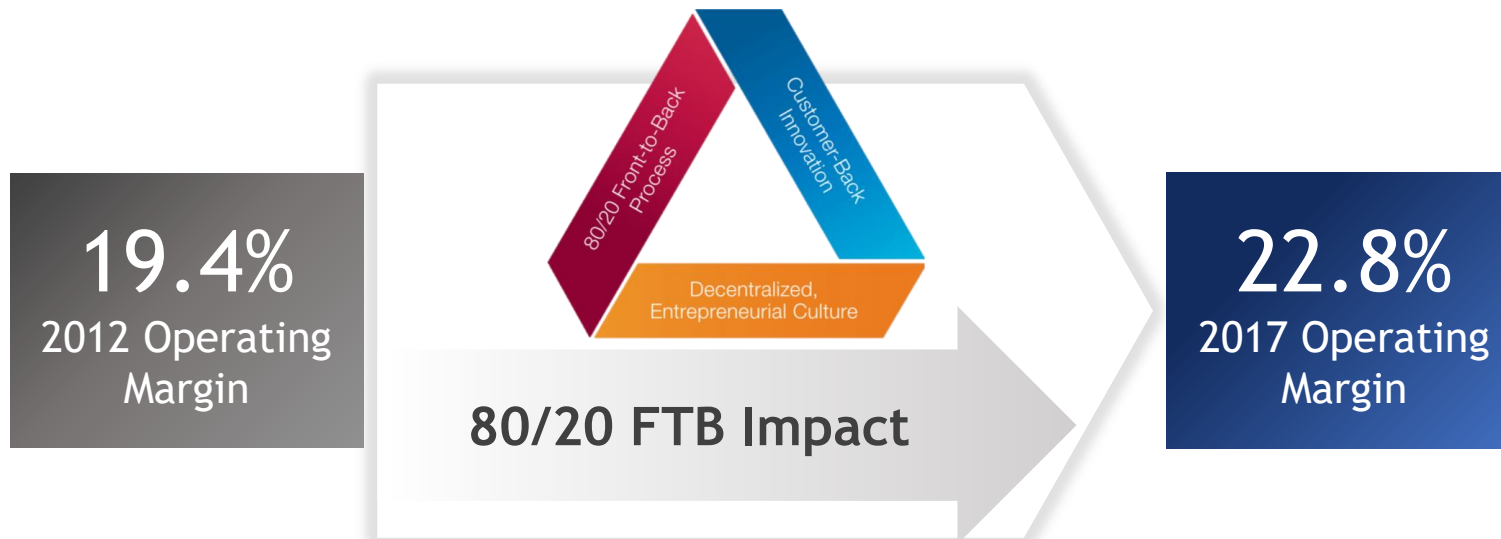 80/20 Front-to-Back
Process
Customer-Back
Innovation
Decentralized,
Entrepreneurial Culture
19.4%
2012 Operating
Margin
80/20 FTB Impact
22.8%
2017 Operating
Margin